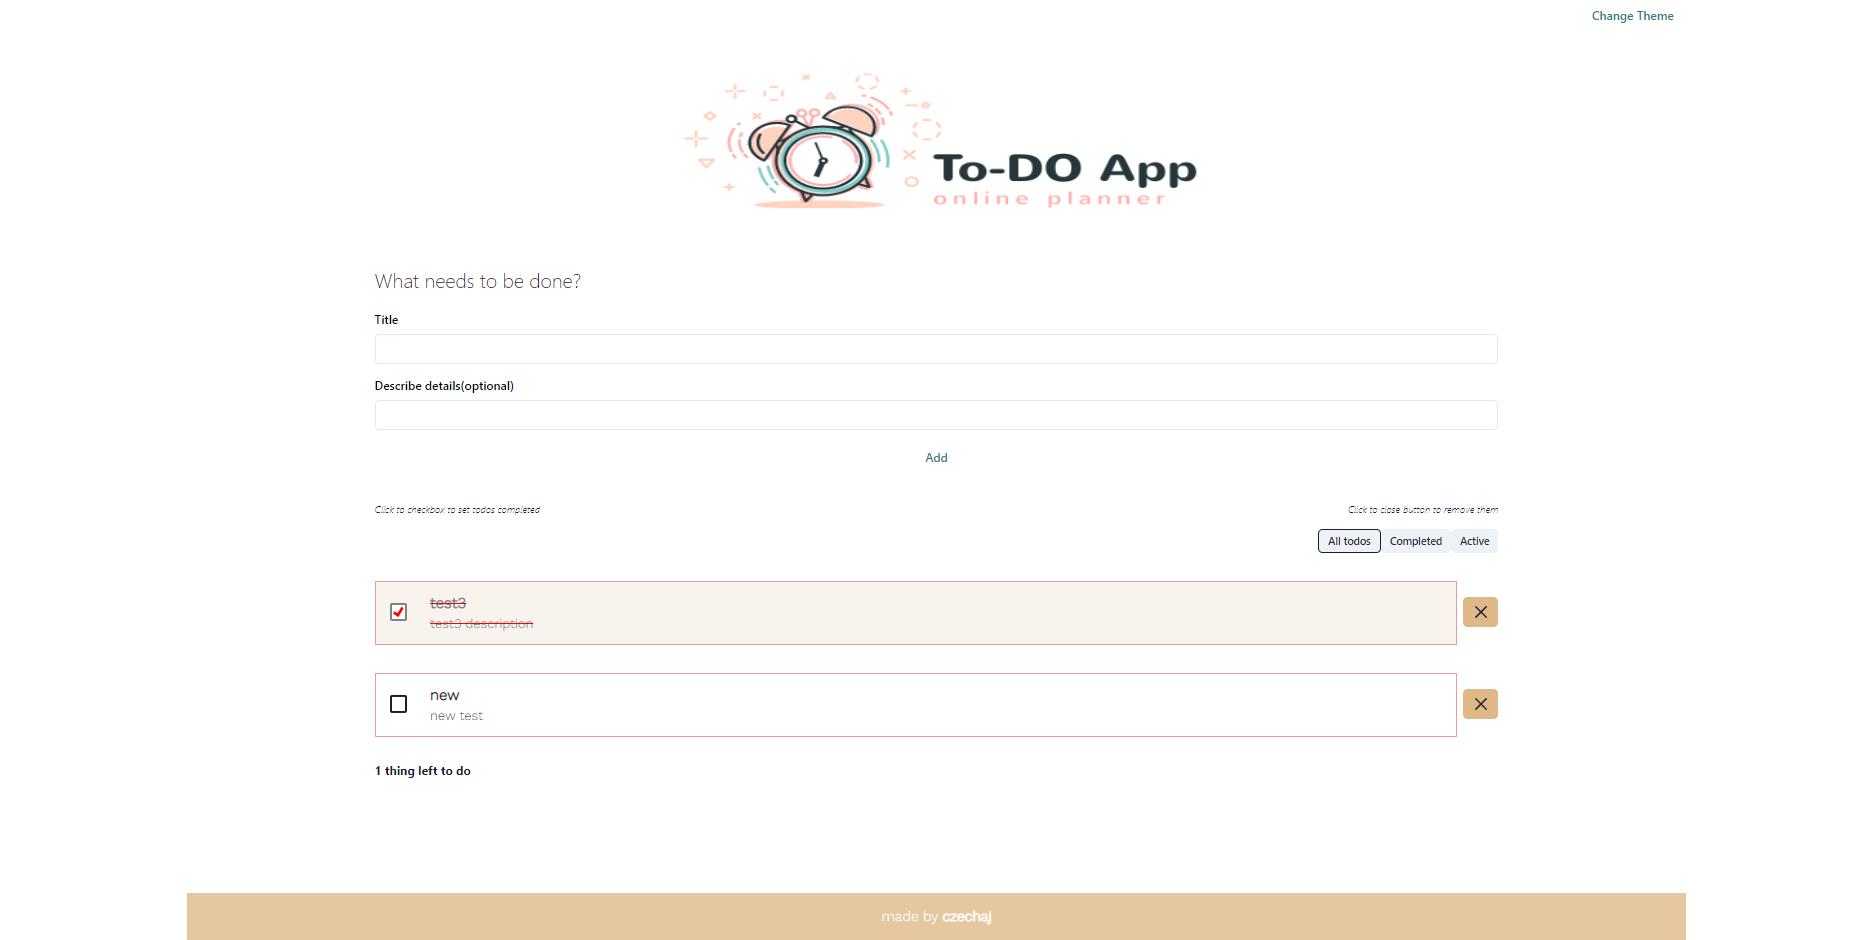 Change Theme
To-DO App
online planner
What needs to be done?
Title
Describe details(optional)
Add
Click to checkbox to set todos completed
Click to close button to remove them
All todos
Completed
Active
test3
test3 description
new
new test
1 thing left to do
made by czechaj